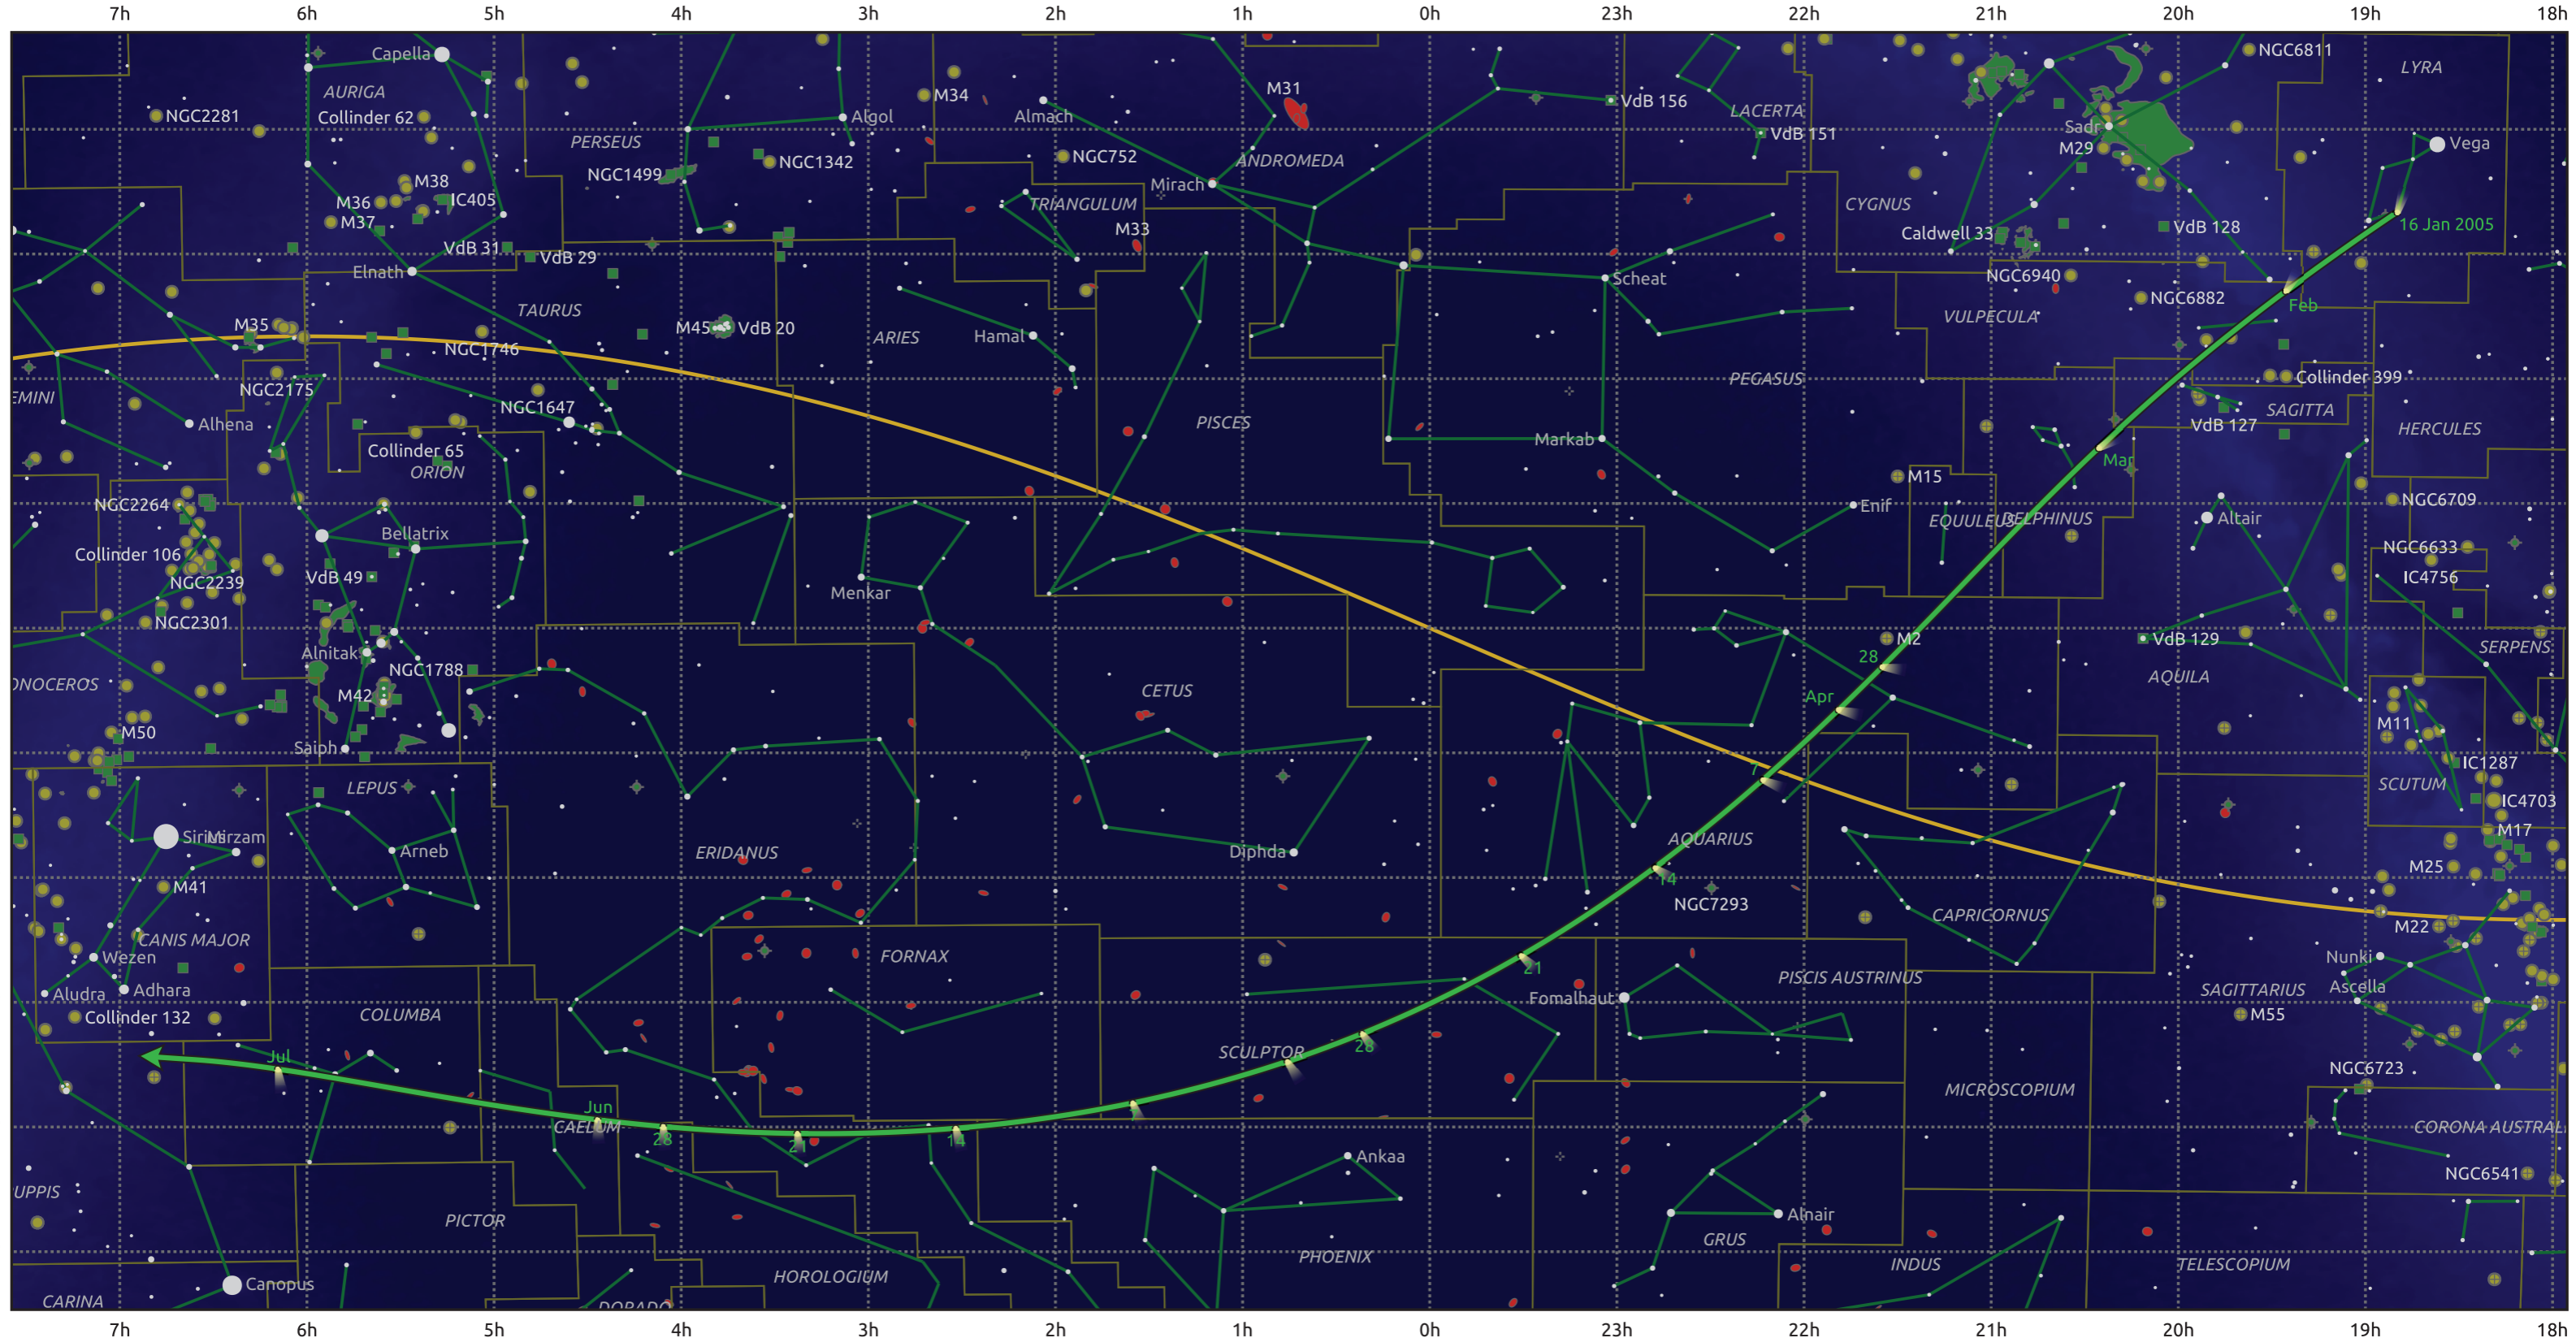 7h 6h 5h 4h 3h 2h 1h 0h 23h 22h 21h 20h 19h 18h
Capella
NGC6811
LYRA
AURIGA
M31
M34
VdB 156
NGC2281
Collinder 62
Algol
Almach
LACERTA
VdB 151
Sadr
PERSEUS
M29
Vega
NGC1342
NGC752
ANDROMEDA
NGC1499
M38
Mirach
M36
IC405
TRIANGULUM
CYGNUS
M37
M33
Caldwell 33
VdB 128
16 Jan 2005
VdB 31
VdB 29
Elnath
Scheat
NGC6940
NGC6882
Feb
TAURUS
VULPECULA
M35
M45
VdB 20
ARIES
Hamal
NGC1746
PEGASUS
Collinder 399
NGC2175
EMINI
NGC1647
SAGITTA
Alhena
PISCES
VdB 127
HERCULES
Collinder 65
Markab
Mar
ORION
M15
NGC2264
Enif
NGC6709
Bellatrix
EQUULEUS
DELPHINUS
Altair
Collinder 106
NGC6633
NGC2239
VdB 49
IC4756
Menkar
NGC2301
M2
VdB 129
Alnitak
NGC1788
28
SERPENS
ONOCEROS
M42
CETUS
Apr
AQUILA
M50
M11
Saiph
IC1287
7
LEPUS
SCUTUM
IC4703
Sirius
Mirzam
M17
Arneb
ERIDANUS
Diphda
AQUARIUS
M25
M41
14
NGC7293
CAPRICORNUS
M22
CANIS MAJOR
Wezen
FORNAX
21
Nunki
PISCIS AUSTRINUS
Aludra
Adhara
Fomalhaut
SAGITTARIUS
Ascella
Collinder 132
COLUMBA
M55
Jul
SCULPTOR
28
NGC6723
MICROSCOPIUM
Jun
7
CAELUM
28
21
14
CORONA AUSTRAL
Ankaa
NGC6541
UPPIS
PICTOR
Alnair
GRUS
PHOENIX
INDUS
TELESCOPIUM
HOROLOGIUM
Canopus
CARINA
DORADO
7h 6h 5h 4h 3h 2h 1h 0h 23h 22h 21h 20h 19h 18h